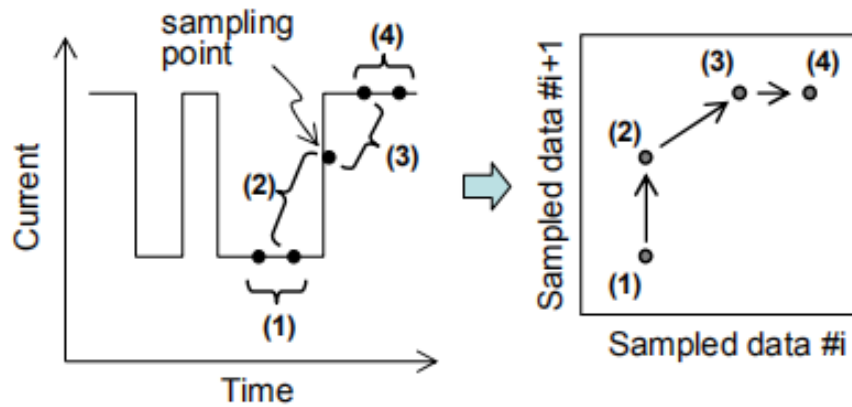 sampling
point
(4)
(3)
(2)
(1)
Current
Time
(3)
(4)
(2)
(1)
Sampled data #i+1
Sampled data #i